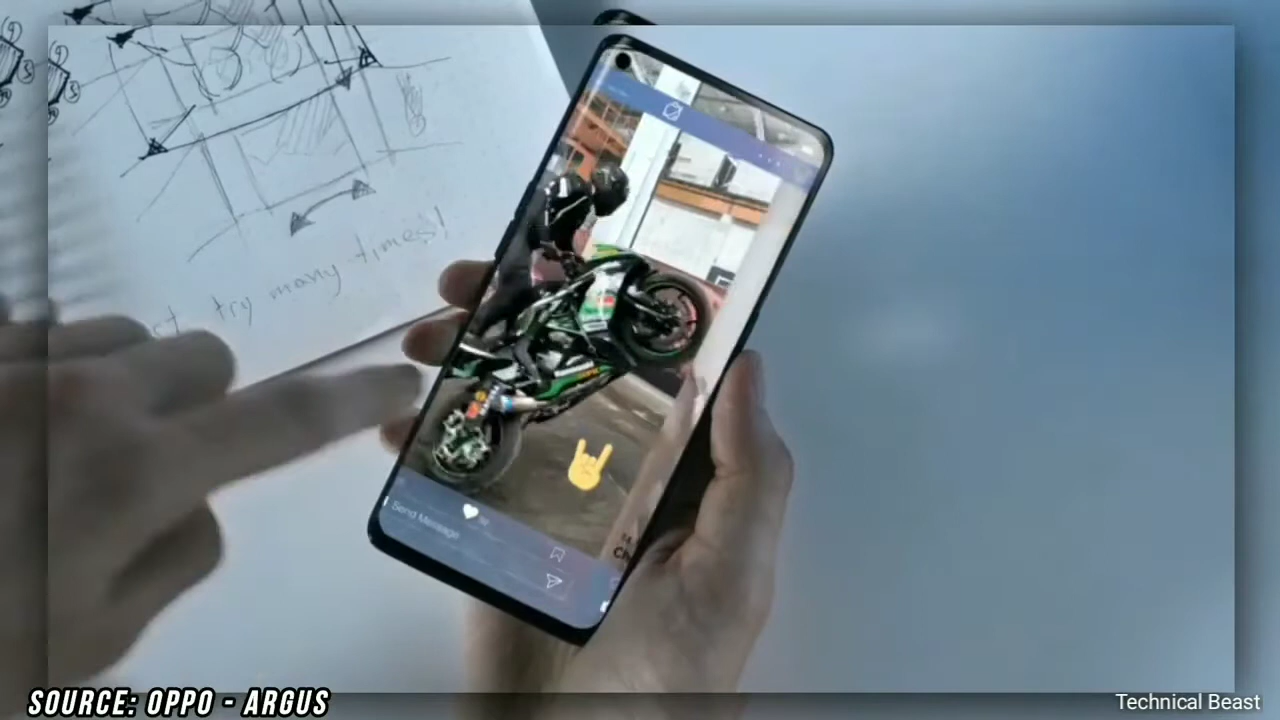 try many times!
Send Message
SOURCE: OPPO - ARGUS
Technical Beast